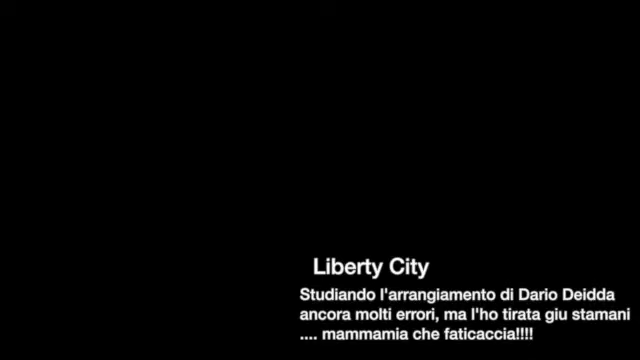 Liberty City
Studiando l'arrangiamento di Dario Deidda
ancora molti errori, ma l'ho tirata giu stamani
.... mammamia che faticaccia!!!!